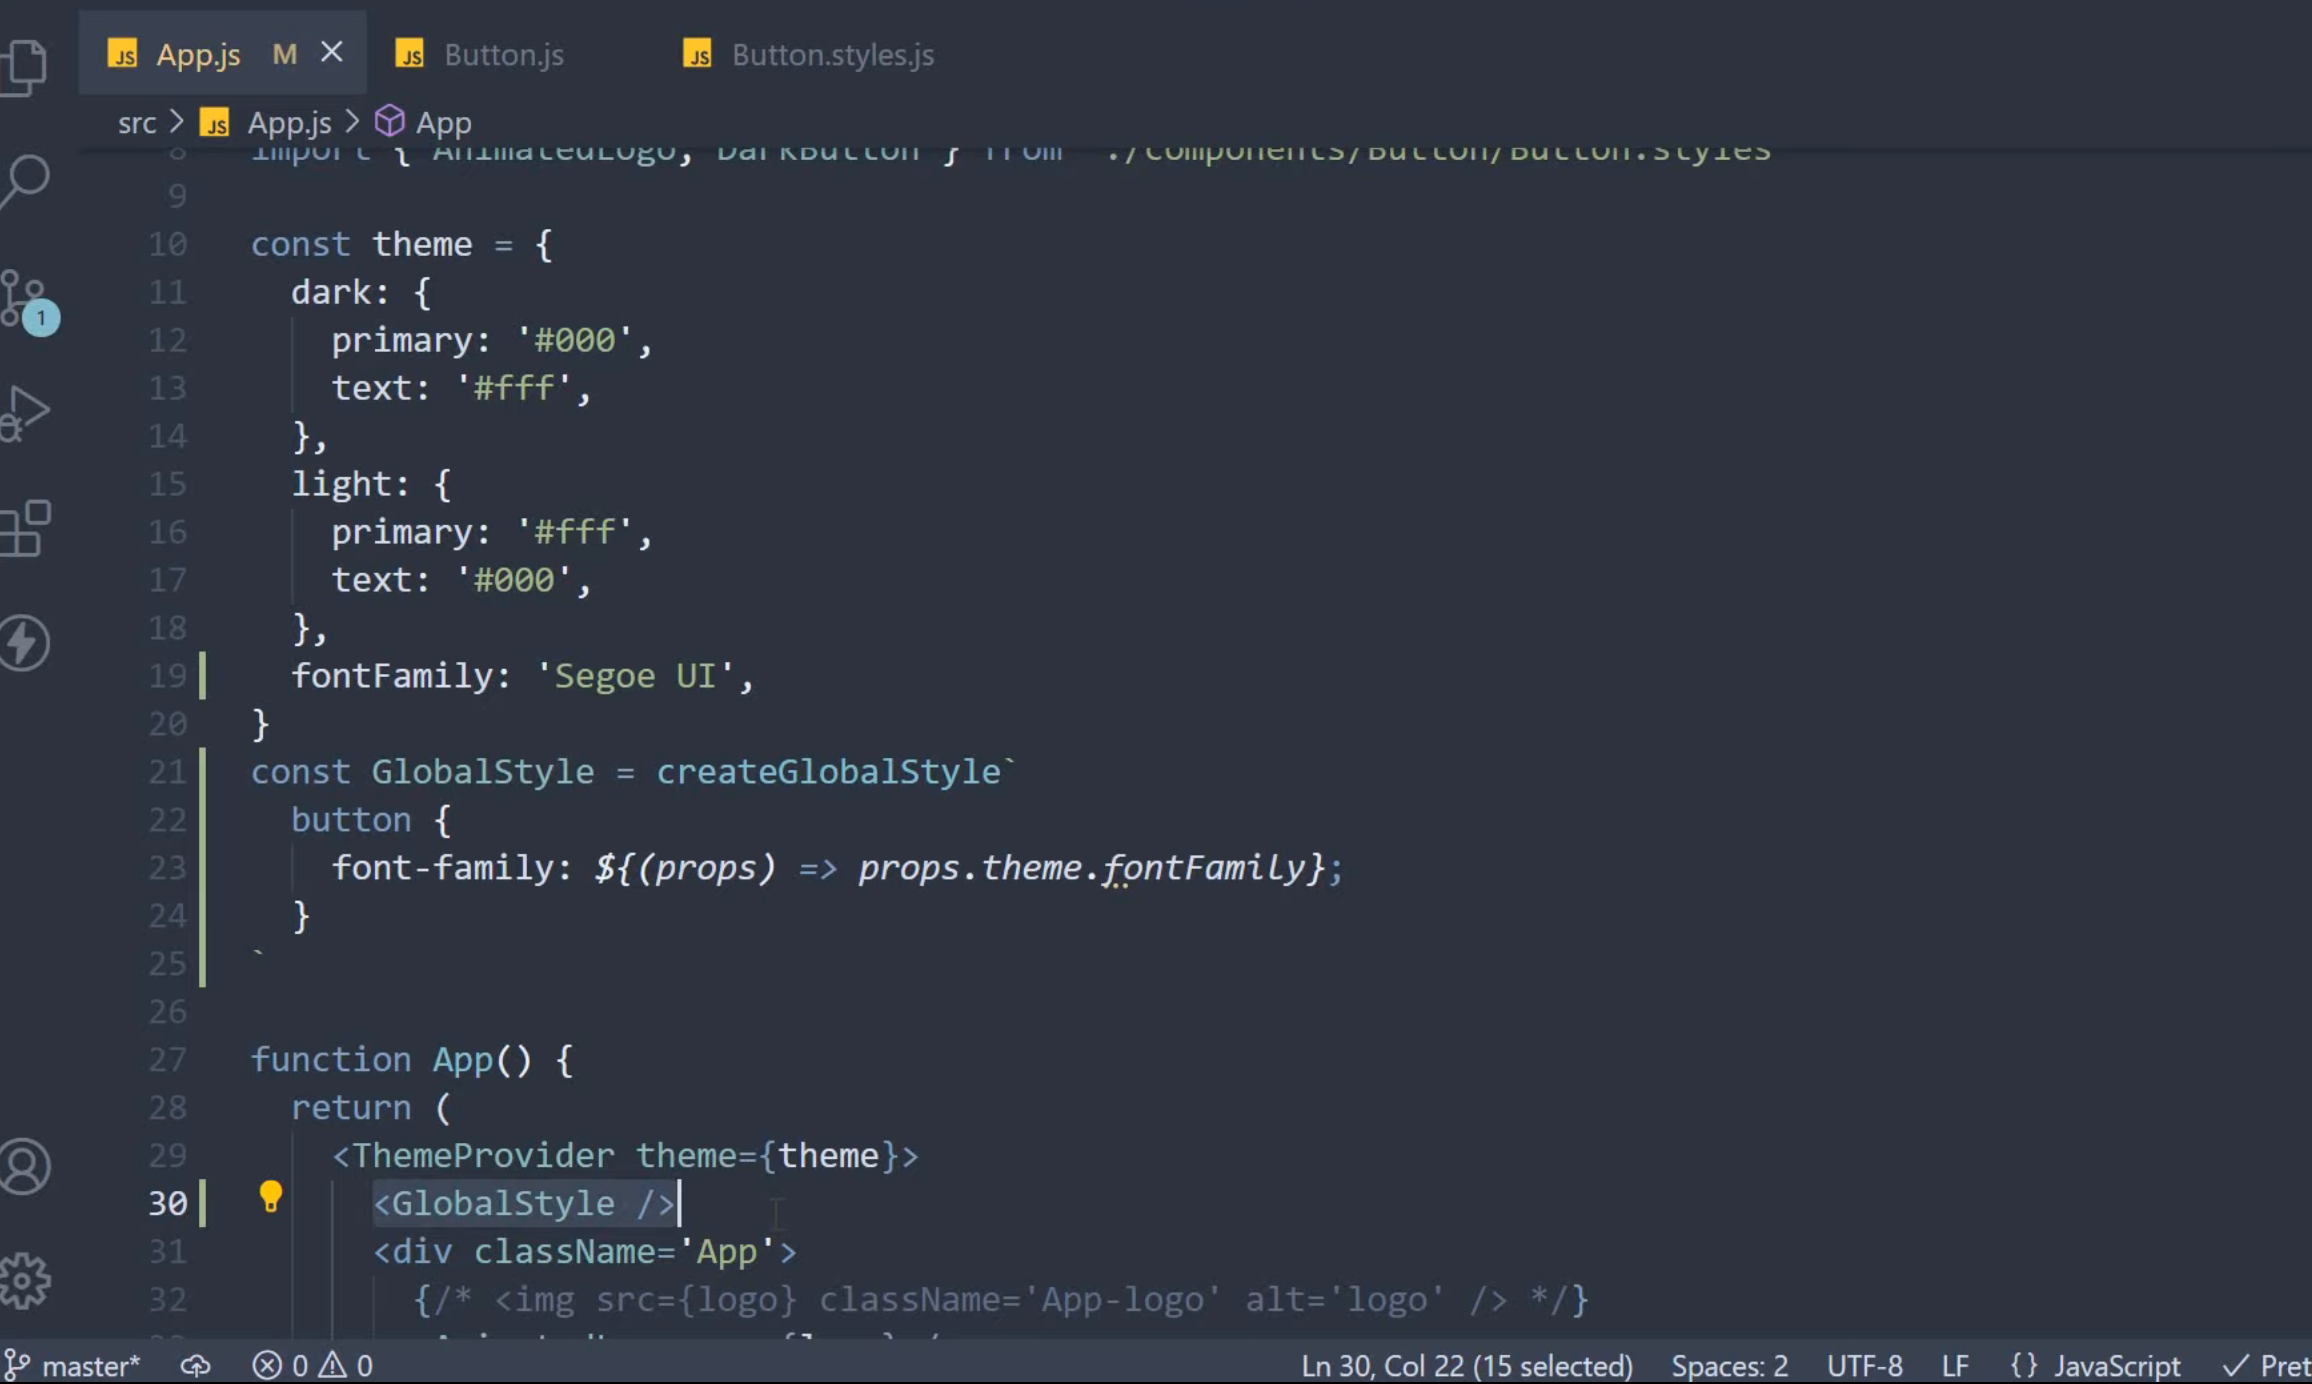 App.js M
Button.js
Button.styles.js
src > App.js > App
8 import { AnimatedLogo, DarkButton } from './components/Button/Button.styles
9
10 const theme = {
11 dark: {
12 primary: '#000',
13 text: '#fff',
14 },
15 light: {
16 primary: '#fff',
17 text: '#000',
18 },
19 fontFamily: 'Segoe UI',
20 }
21 const GlobalStyle = createGlobalStyle`
22 button {
23 font-family: ${(props) => props.theme.fontFamily};
24 }
25 `
26
27 function App() {
28 return (
29 <ThemeProvider theme={theme}>
30 <GlobalStyle />
31 <div className='App'>
32 {/* <img src={logo} className='App-logo' alt='logo' /> */}
1
master* 0 0 Ln 30, Col 22 (15 selected) Spaces: 2 UTF-8 LF {} JavaScript Pret